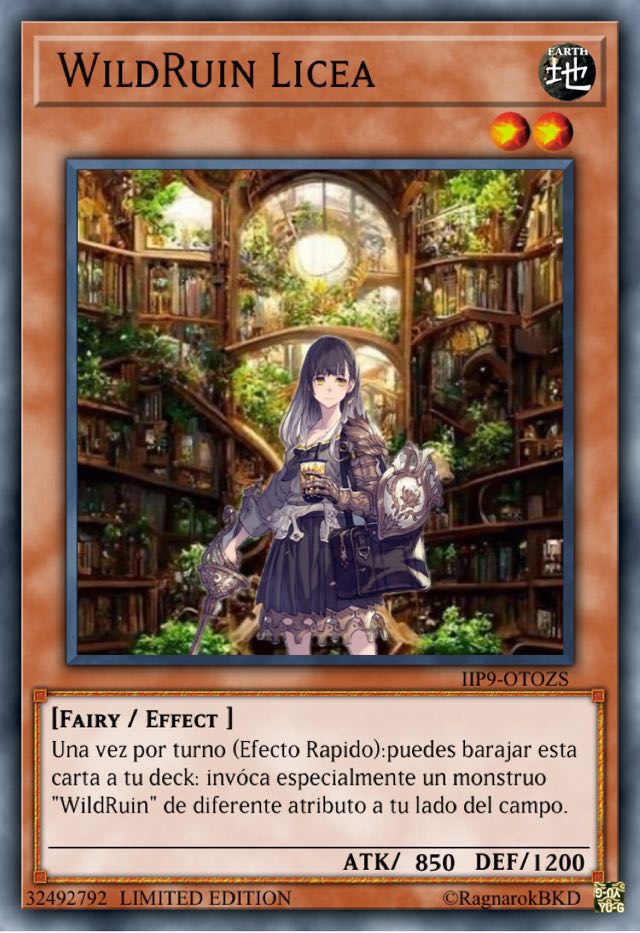 WildRuin Licea
EARTH
地
IIP9-OTOZS
[Fairy / Effect ]
Una vez por turno (Efecto Rapido):puedes barajar esta
carta a tu deck: invóca especialmente un monstruo
"WildRuin" de diferente atributo a tu lado del campo.
ATK/ 850 DEF/1200
32492792 LIMITED EDITION ©RagnarokBKD